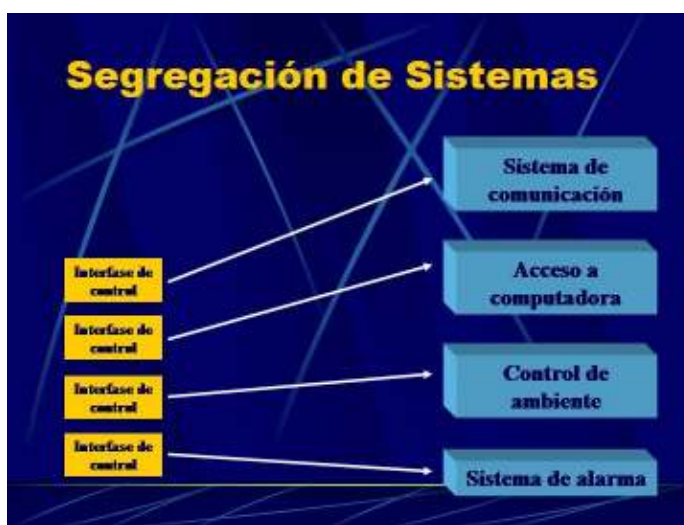 Segregación de Sistemas
Sistema de
comunicación
Interfase de
control
Acceso a
computadora
Interfase de
control
Interfase de
control
Control de
ambiente
Interfase de
control
Sistema de alarma